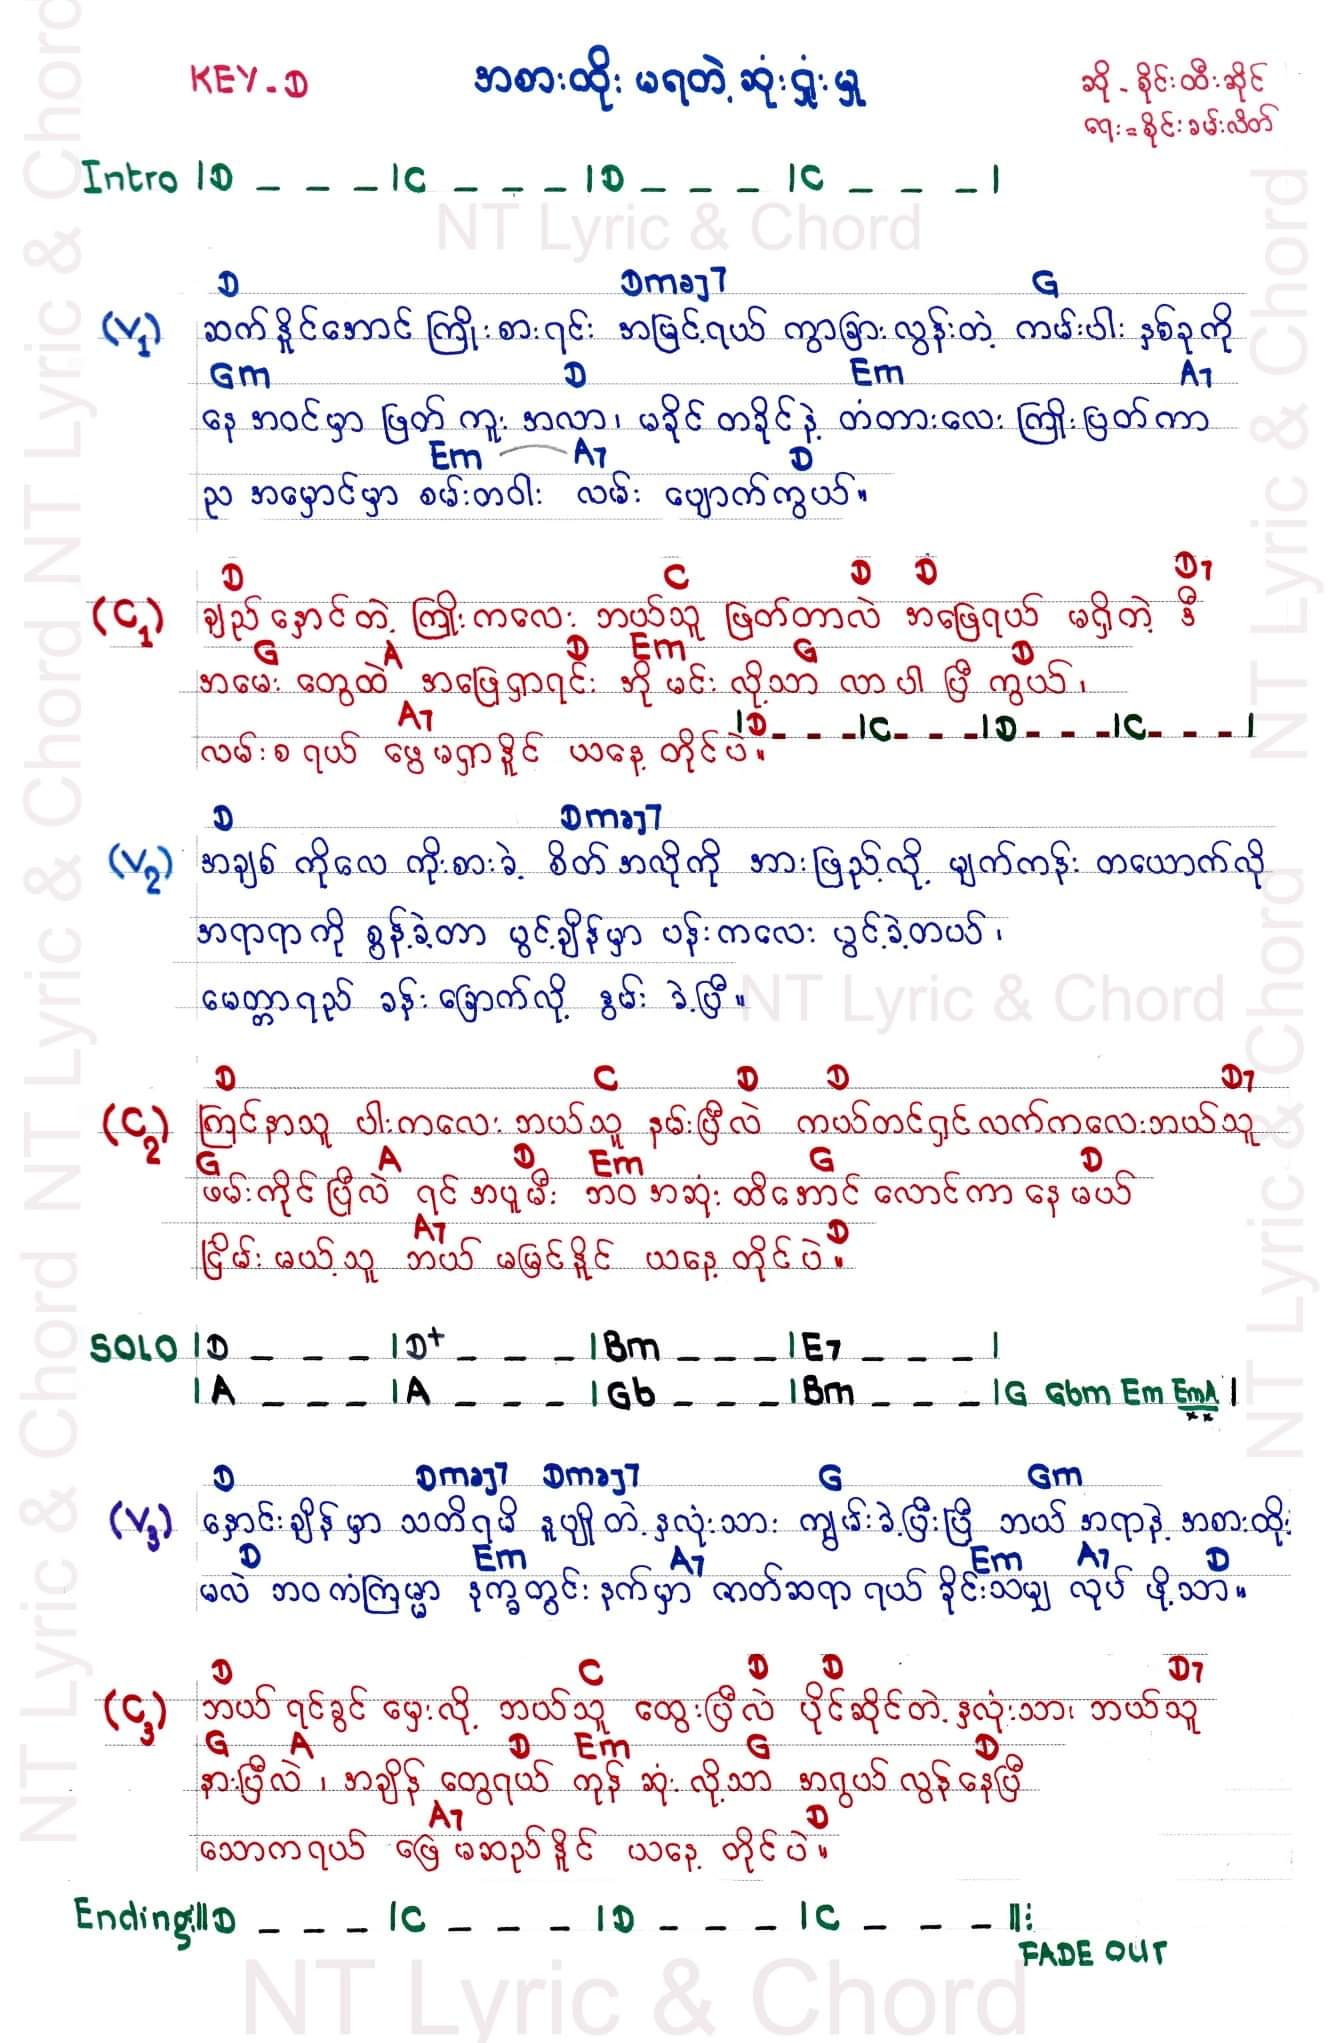 KEY-D
အစားထိုး မရတဲ့ ဆုံးရှုံးမှု
ဆို - စိုင်းထီးဆိုင်
ရေး = စိုင်းခမ်းလိတ်
Intro |D _ _ _ |C _ _ _ |D _ _ _ |C _ _ _ |
NT Lyric & Chord
D Dmaj7 G
(V1) ဆက်နိူင်အောင် ကြိုးစားရင်း အမြင့်ရယ် ကွာခြားလွန်းတဲ့ ကမ်းပါး နှစ်ခုကို
Gm D Em A7
နေ အဝင်မှာ ဖြတ် ကူး အလာ၊ မခိုင် တခိုင်နဲ့ တံတားလေး ကြိုးပြတ်ကာ
Em A7 D
ည အမှောင်မှာ စမ်းတဝါး လမ်း ပျောက်ကွယ်။
D C D D D7
(C1) ချည်နှောင်တဲ့ ကြိုးကလေး ဘယ်သူ ဖြတ်တာလဲ အဖြေရယ် မရှိတဲ့ ဒီ
G A D Em G D
အမေး တွေထဲ အဖြေရှာရင်း အို မင်း လို့သာ လာ ပါ ပြီ ကွယ်၊
A7 |D _ _ _ |C _ _ _ |D _ _ _ |C _ _ _ |
လမ်းစ ရယ် ဖွေမရှာနိူင် ယနေ့ တိုင်ပဲ။
D Dmaj7
(V2) အချစ် ကိုလေ ကိုးစားခဲ့ စိတ်အလိုကို အားဖြည့်လို့ မျက်ကန်း တယောက်လို
အရာရာကို စွန့်ခဲ့တာ ပွင့်ချိန်မှာ ပန်းကလေး ပွင့်ခဲ့တယ်၊
မေတ္တာရည် ခန်းခြောက်လို့ နွမ်း ခဲ့ပြီ။
NT Lyric & Chord
D C D D D7
(C2) ကြင်နာသူ ပါးကလေး ဘယ်သူ နမ်းပြီလဲ ကယ်တင်ရှင်လက်ကလေးဘယ်သူ
G A D Em G D
ဖမ်းကိုင်ပြီလဲ ရင်အပူမီး ဘဝအဆုံးထိအောင် လောင်ကာနေမယ်
A7 D
ငြိမ်းမယ့်သူ ဘယ် မမြင်နိူင် ယနေ့ တိုင်ပဲ။
SOLO |D _ _ _ |D+ _ _ _ |Bm _ _ _ |E7 _ _ _ |
|A _ _ _ |A _ _ _ |Gb _ _ _ |Bm _ _ _ |G Gbm Em EmA |
D Dmaj7 Dmaj7 G Gm
(V3) နှောင်းချိန်မှာ သတိရမိ နုပျိုတဲ့ နှလုံးသား ကျွမ်းခဲ့ပြီးပြီ ဘယ်အရာနဲ့ အစားထိုး
D Em A7 Em A7 D
မလဲ ဘဝကံကြမ္မာ ဒုက္ခတွင်းနက်မှာ ဇာတ်ဆရာရယ် ခိုင်းသမျှ လုပ်ဖို့သာ။
D C D D D7
(C3) ဘယ်ရင်ခွင် မှေးလို့ ဘယ်သူ ထွေးပြီလဲ ပိုင်ဆိုင်တဲ့ နှလုံးသား၊ ဘယ်သူ
G A D Em G D
နားပြီလဲ၊ အချိန်တွေရယ် ကုန်ဆုံးလို့သာ အရွယ်လွန်နေပြီ
A7 D
သောကရယ် ဖြေ မဆည်နိူင် ယနေ့ တိုင်ပဲ။
Ending:||D _ _ _ |C _ _ _ |D _ _ _ |C _ _ _ ||:
FADE OUT
NT Lyric & Chord